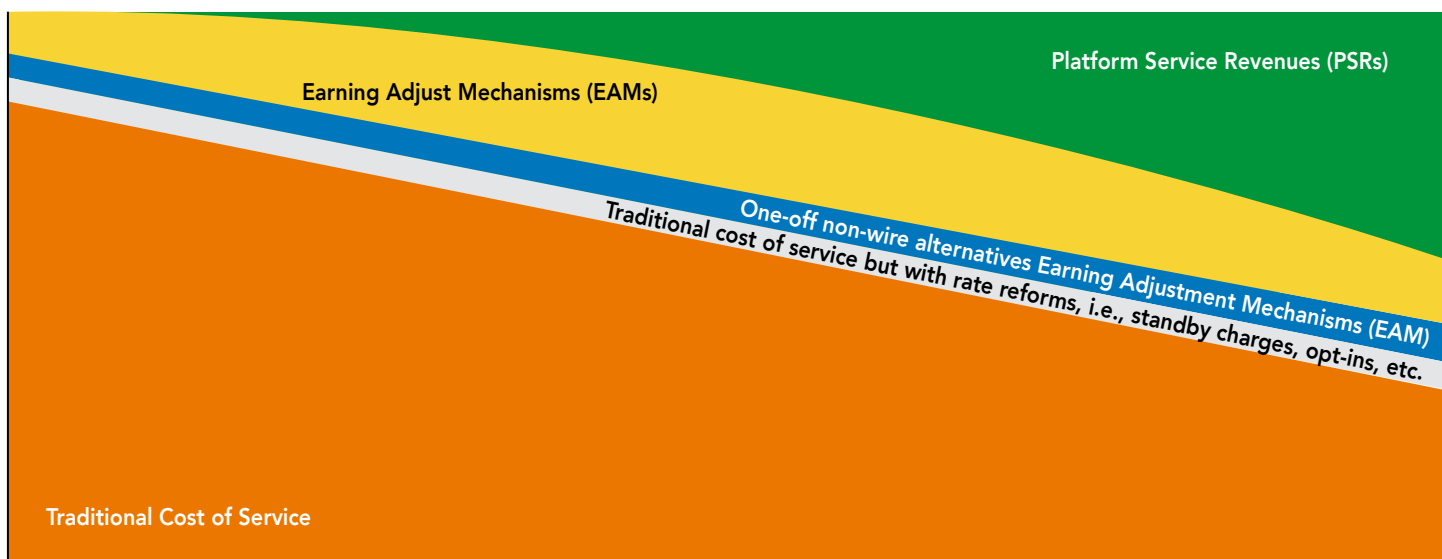 Platform Service Revenues (PSRs)
Earning Adjust Mechanisms (EAMs)
One-off non-wire alternatives Earning Adjustment Mechanisms (EAM)
Traditional cost of service but with rate reforms, i.e., standby charges, opt-ins, etc.
Traditional Cost of Service